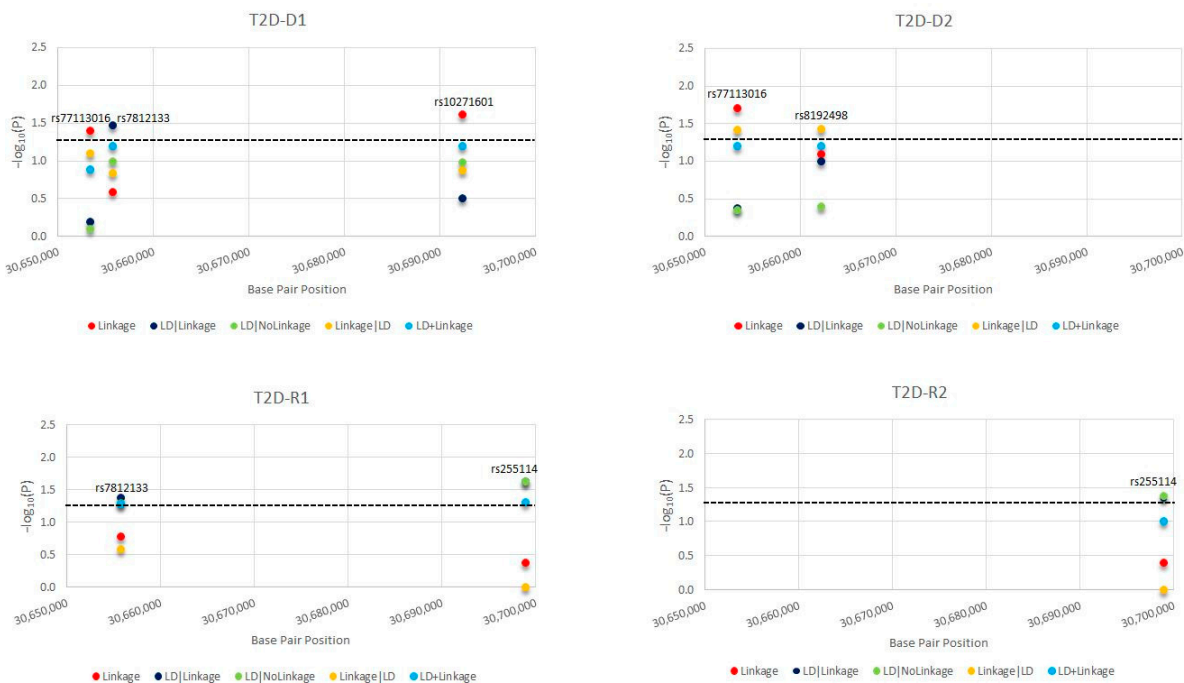 T2D-D1
2.5
2.0
1.5
1.0
0.5
0.0
−log₁₀(P)
rs77113016 rs7812133
rs10271601
30,650,000 30,660,000 30,670,000 30,680,000 30,690,000 30,700,000
Base Pair Position
Linkage LD|Linkage LD|NoLinkage Linkage|LD LD+Linkage
T2D-D2
2.5
2.0
1.5
1.0
0.5
0.0
−log₁₀(P)
rs77113016
rs8192498
30,650,000 30,660,000 30,670,000 30,680,000 30,690,000 30,700,000
Base Pair Position
Linkage LD|Linkage LD|NoLinkage Linkage|LD LD+Linkage
T2D-R1
2.5
2.0
1.5
1.0
0.5
0.0
−log₁₀(P)
rs7812133
rs255114
30,650,000 30,660,000 30,670,000 30,680,000 30,690,000 30,700,000
Base Pair Position
Linkage LD|Linkage LD|NoLinkage Linkage|LD LD+Linkage
T2D-R2
2.5
2.0
1.5
1.0
0.5
0.0
−log₁₀(P)
rs255114
30,650,000 30,660,000 30,670,000 30,680,000 30,690,000 30,700,000
Base Pair Position
Linkage LD|Linkage LD|NoLinkage Linkage|LD LD+Linkage